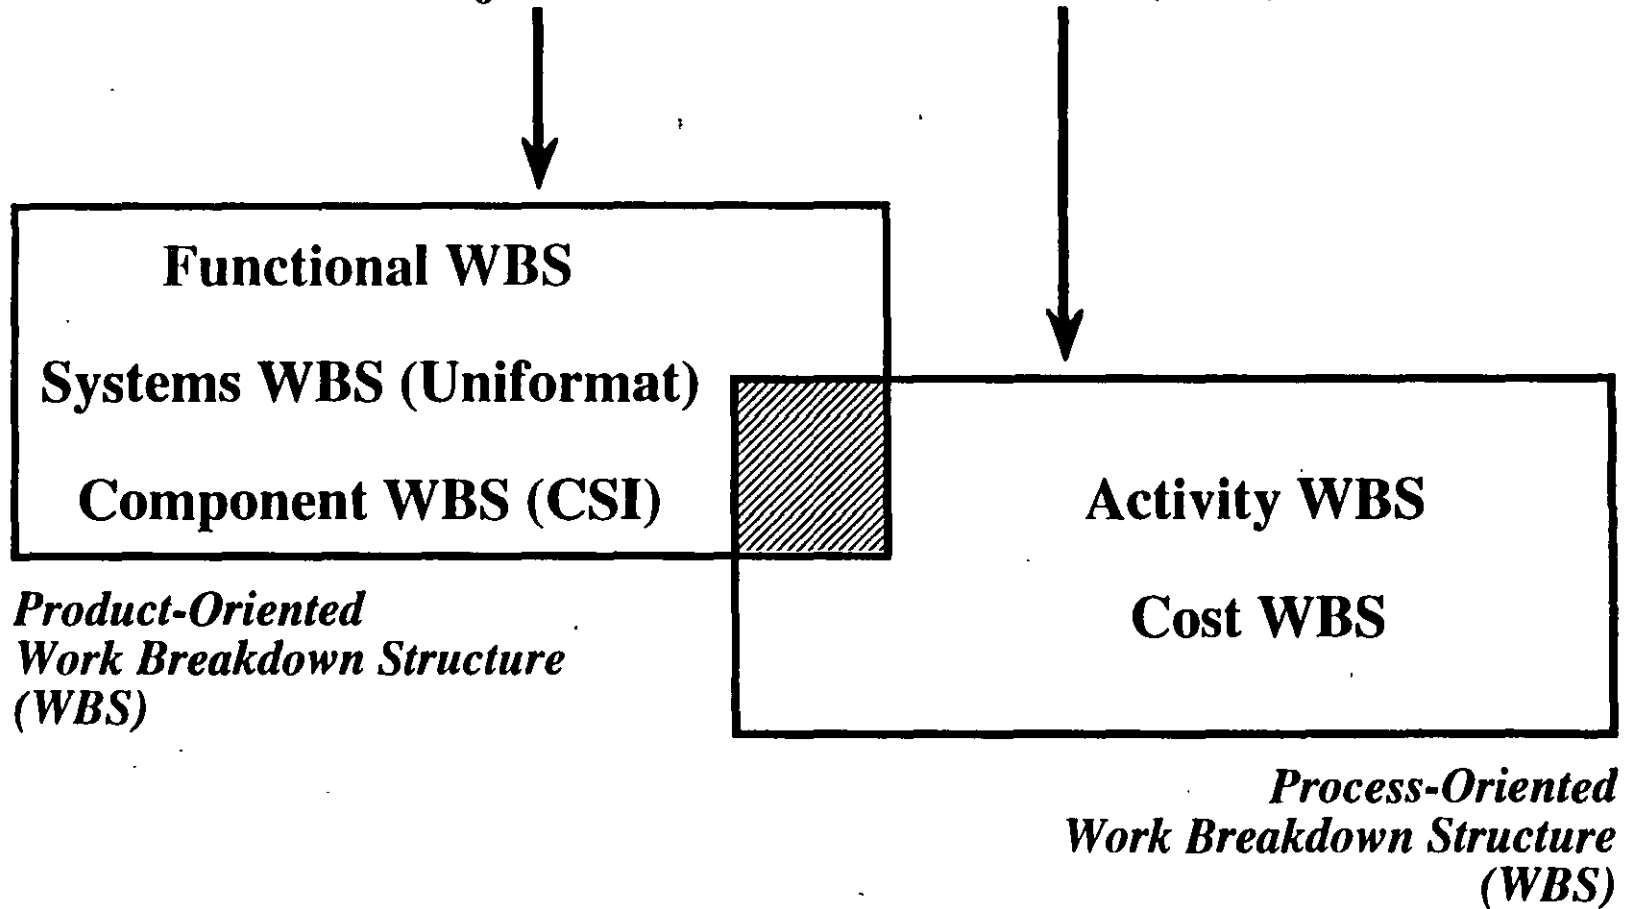 Functional WBS
Systems WBS (Uniformat)
Component WBS (CSI)
Activity WBS
Cost WBS
Product-Oriented
Work Breakdown Structure
(WBS)
Process-Oriented
Work Breakdown Structure
(WBS)